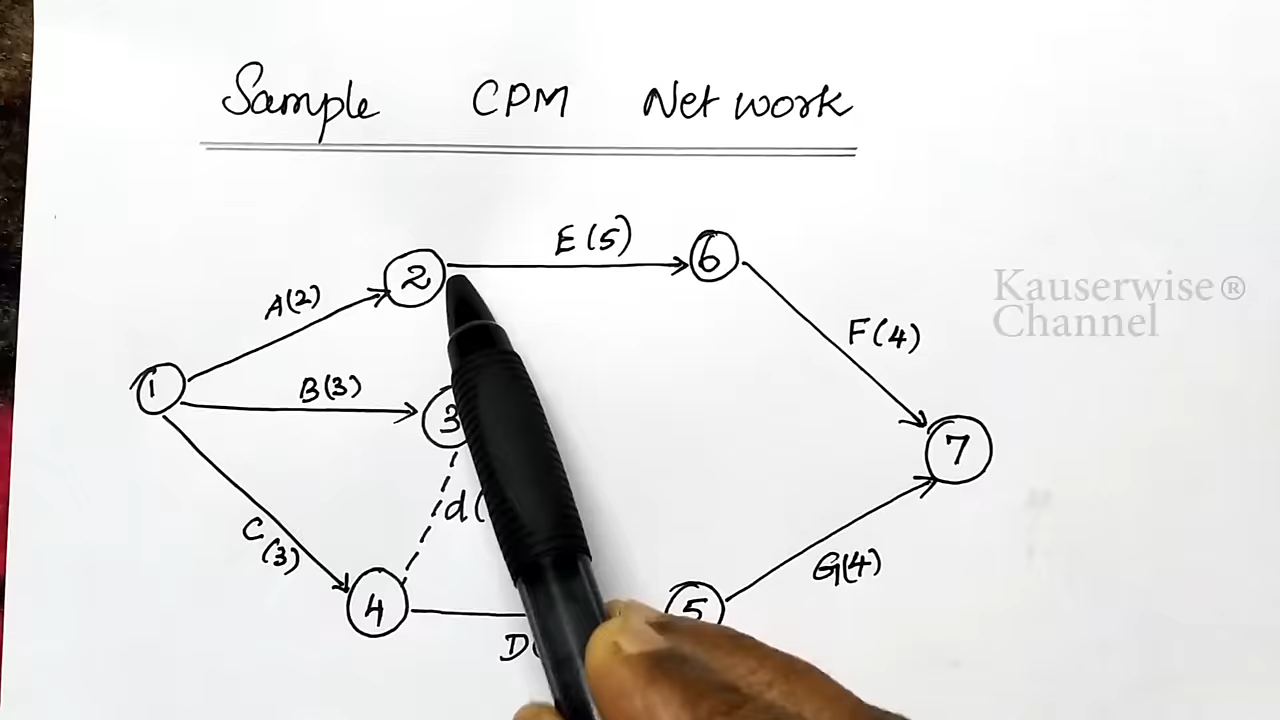 Sample CPM Network
E(5)
2
6
A(2)
Kauserwise®
Channel
F(4)
1
B(3)
3
7
d(
C
(3)
G(4)
4
5
D(